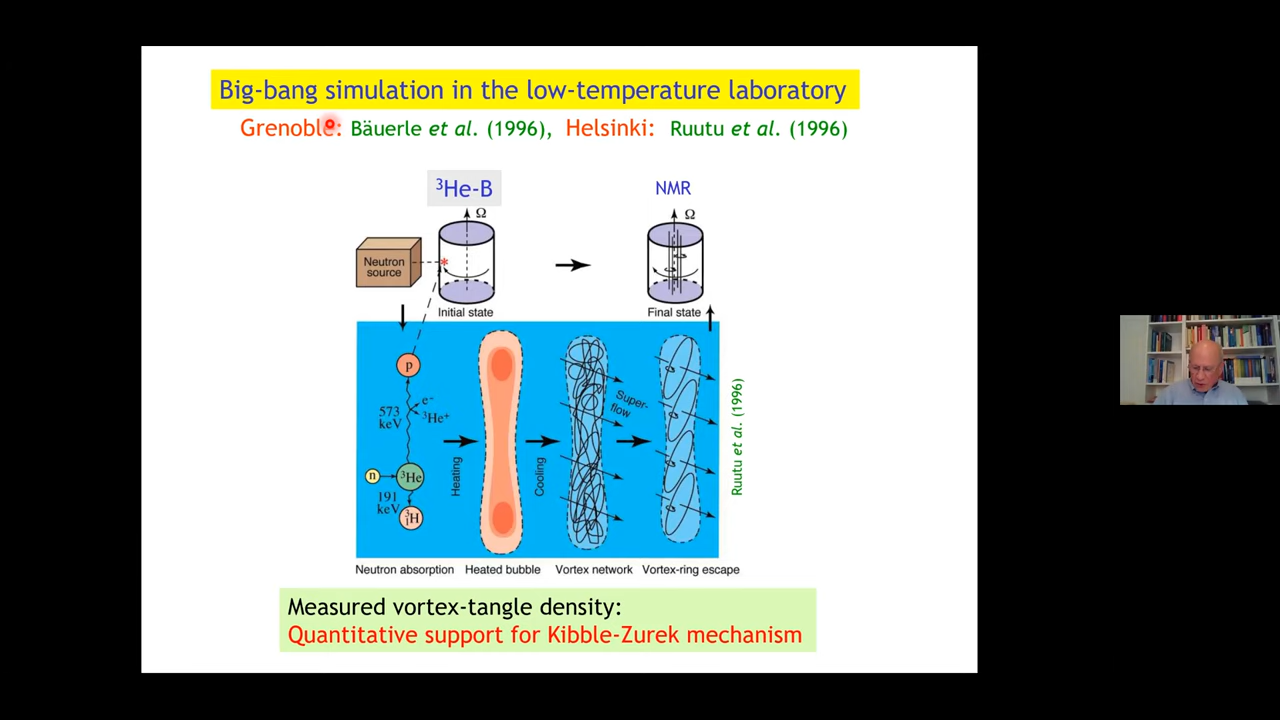 Big-bang simulation in the low-temperature laboratory
Grenoble: Bäuerle et al. (1996), Helsinki: Ruutu et al. (1996)
³He-B
NMR
Ω
Ω
Neutron
source
*
Initial state
Final state
p
e⁻
³He⁺
573
keV
n
³He
191
keV
³₁H
Heating
Cooling
Super-
flow
Ruutu et al. (1996)
Neutron absorption
Heated bubble
Vortex network
Vortex-ring escape
Measured vortex-tangle density:
Quantitative support for Kibble-Zurek mechanism